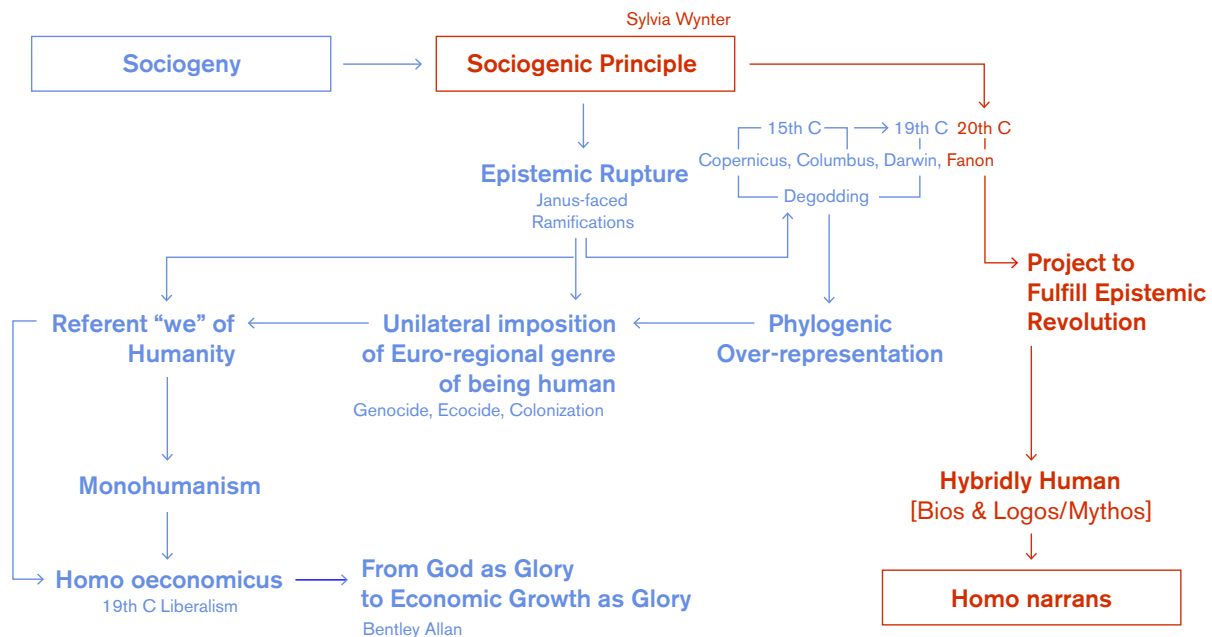 Sylvia Wynter
Sociogeny
Sociogenic Principle
15th C
19th C
20th C
Copernicus, Columbus, Darwin, Fanon
Degodding
Epistemic Rupture
Janus-faced
Ramifications
Project to
Fulfill Epistemic
Revolution
Referent “we” of
Humanity
Unilateral imposition
of Euro-regional genre
of being human
Genocide, Ecocide, Colonization
Phylogenic
Over-representation
Monohumanism
Hybridly Human
[Bios & Logos/Mythos]
Homo oeconomicus
19th C Liberalism
From God as Glory
to Economic Growth as Glory
Bentley Allan
Homo narrans